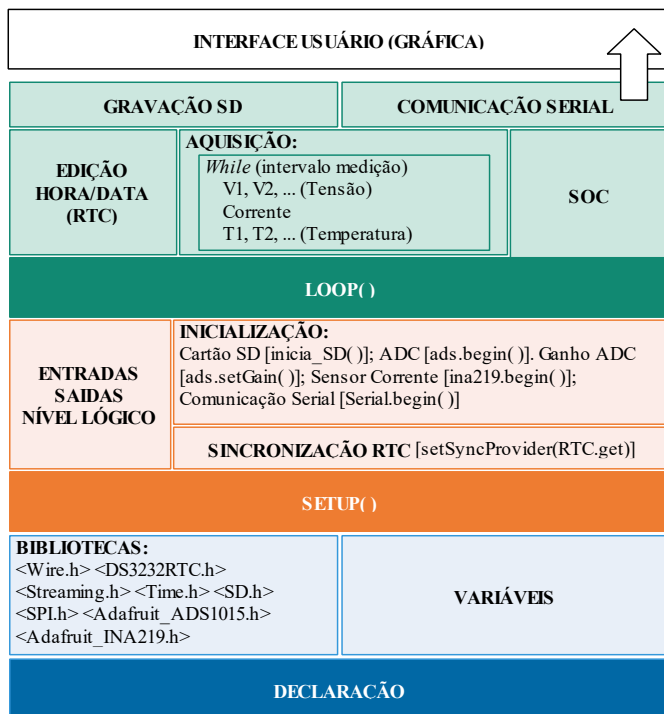 INTERFACE USUÁRIO (GRÁFICA)
GRAVAÇÃO SD
COMUNICAÇÃO SERIAL
EDIÇÃO
HORA/DATA
(RTC)
AQUISIÇÃO:
While (intervalo medição)
V1, V2, ... (Tensão)
Corrente
T1, T2, ... (Temperatura)
SOC
LOOP( )
ENTRADAS
SAIDAS
NÍVEL LÓGICO
INICIALIZAÇÃO:
Cartão SD [inicia_SD( )]; ADC [ads.begin( )]. Ganho ADC
[ads.setGain( )]; Sensor Corrente [ina219.begin( )];
Comunicação Serial [Serial.begin( )]
SINCRONIZAÇÃO RTC [setSyncProvider(RTC.get)]
SETUP( )
BIBLIOTECAS:
<Wire.h> <DS3232RTC.h>
<Streaming.h> <Time.h> <SD.h>
<SPI.h> <Adafruit_ADS1015.h>
<Adafruit_INA219.h>
VARIÁVEIS
DECLARAÇÃO